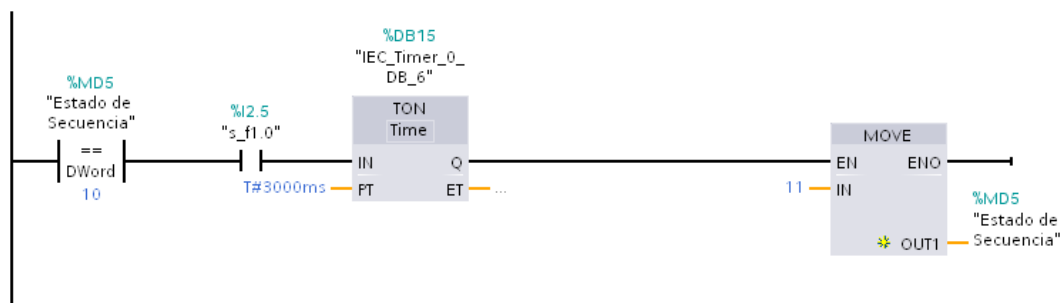 %DB15
"IEC_Timer_0_
DB_6"
%MD5
"Estado de
Secuencia"
==
DWord
10
%I2.5
"s_f1.0"
TON
Time
IN
Q
T#3000ms
PT
ET
...
MOVE
EN
ENO
11
IN
OUT1
%MD5
"Estado de
Secuencia"